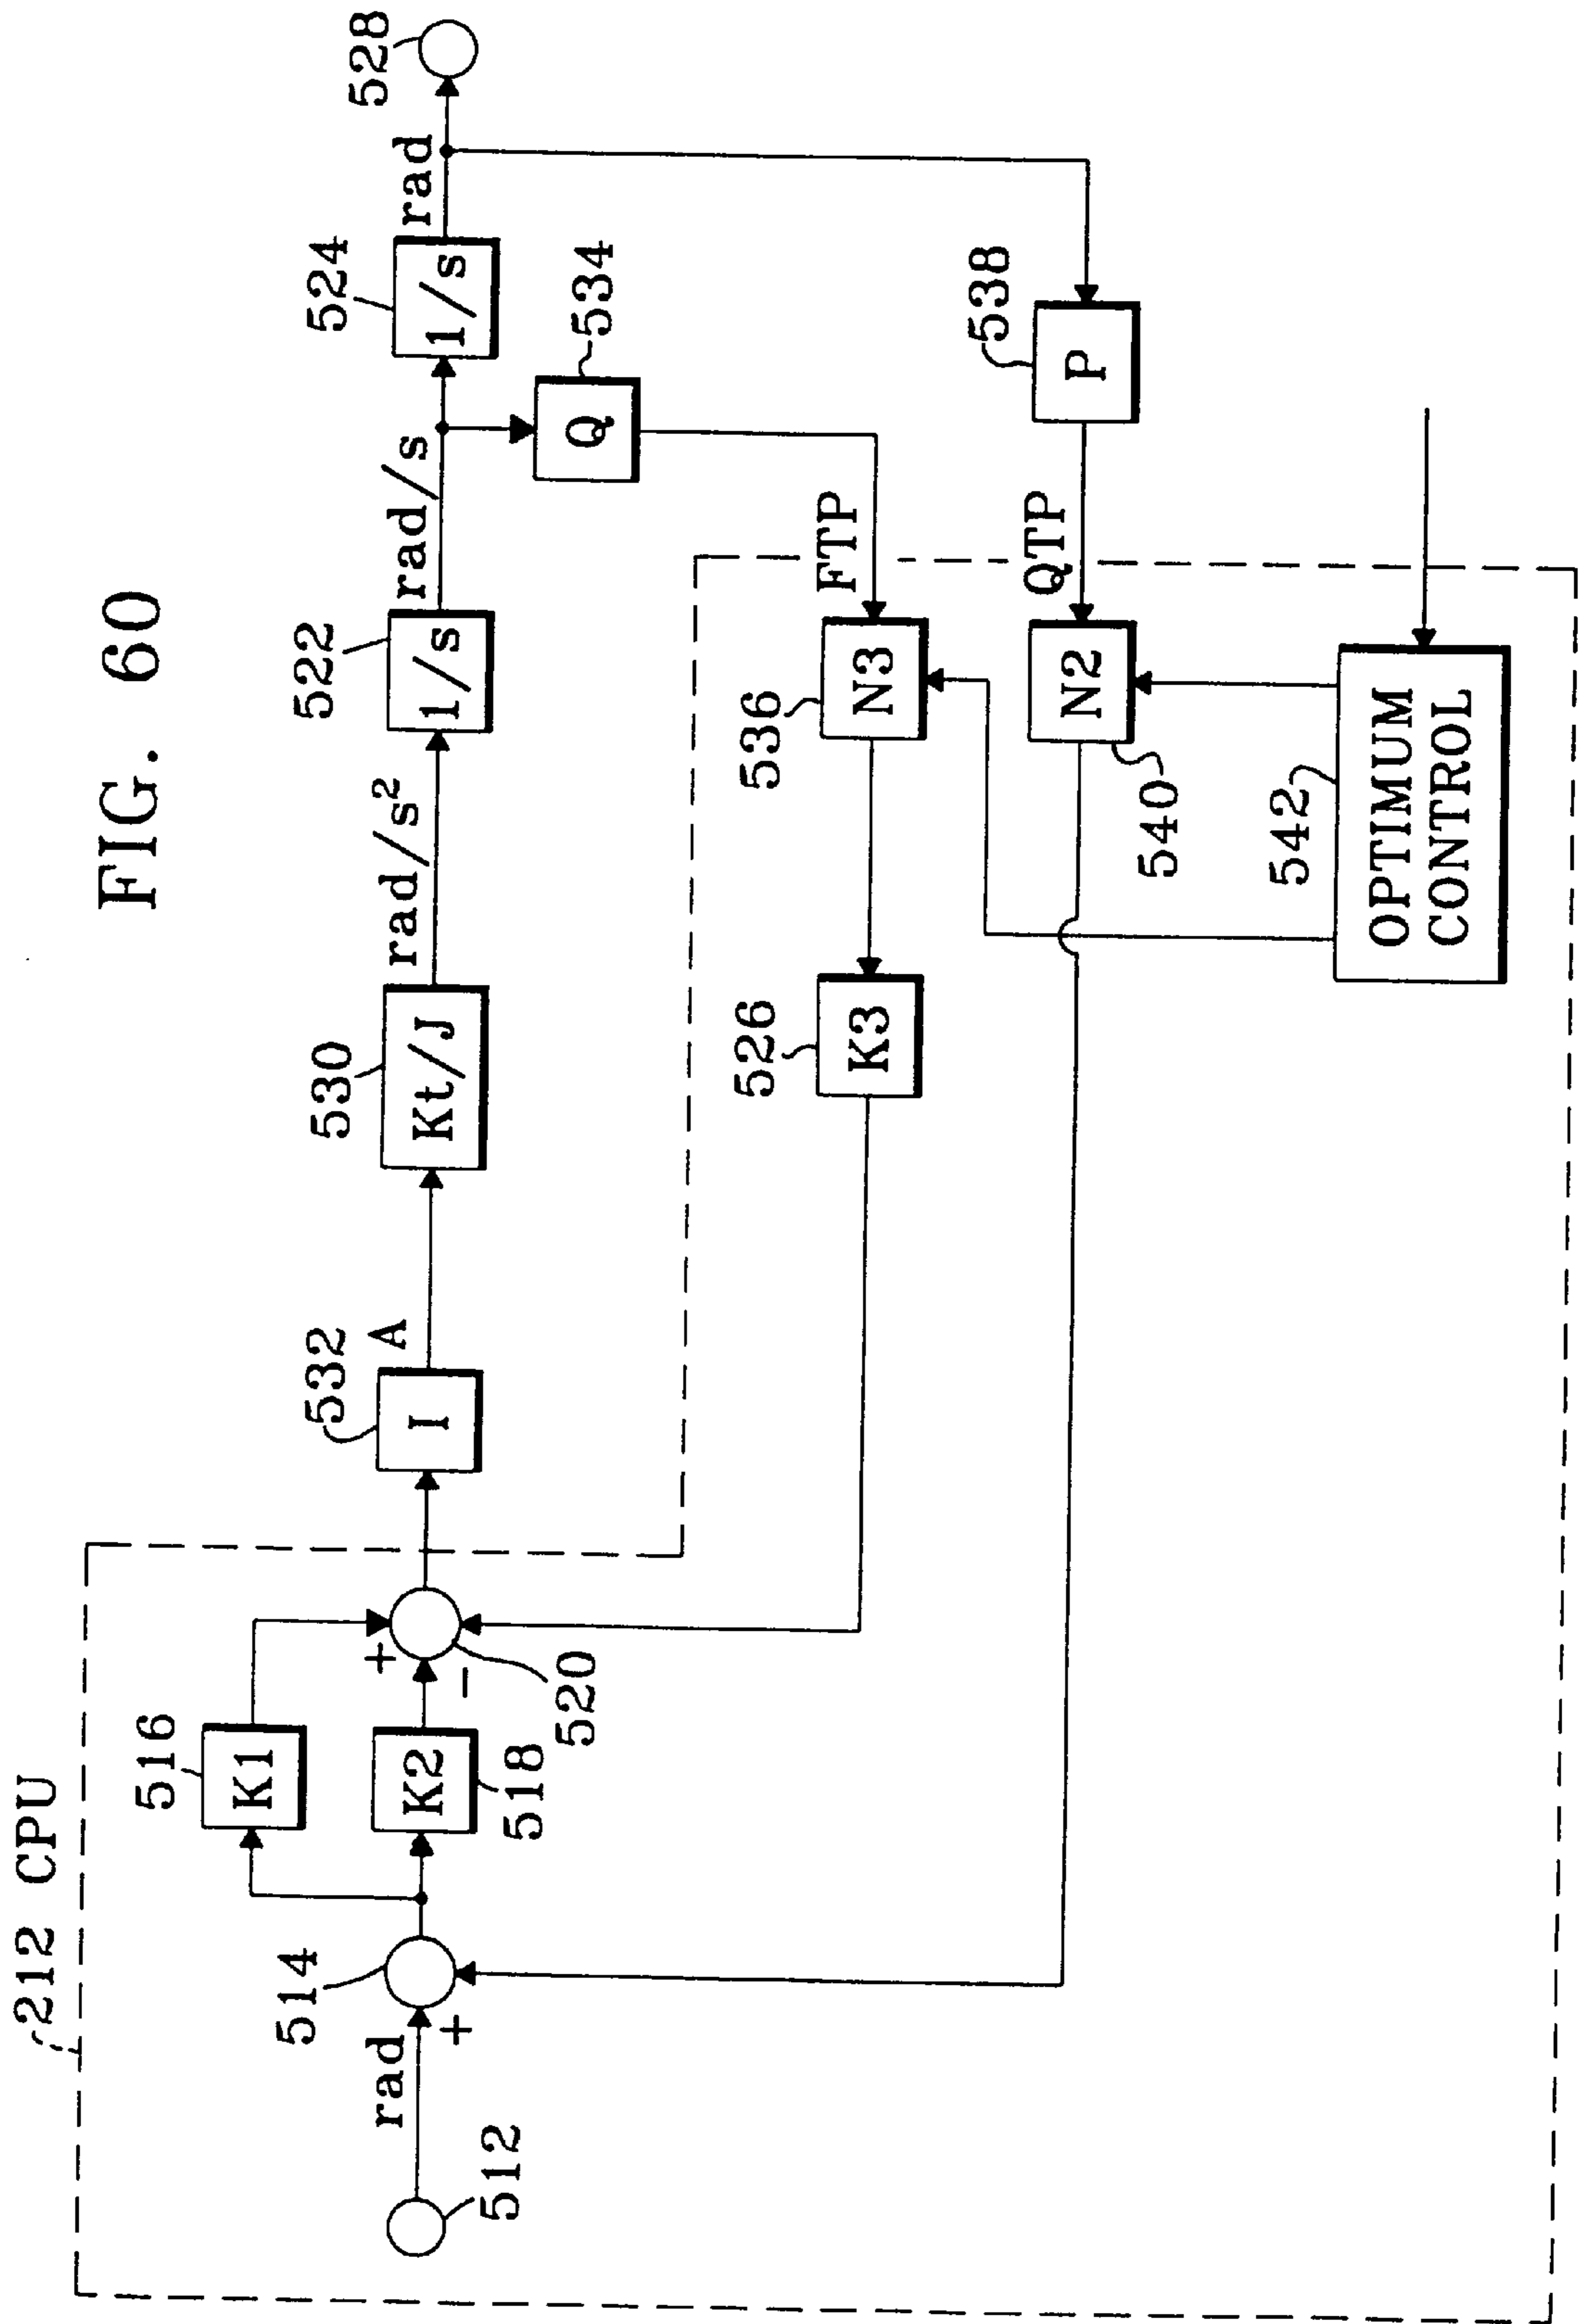 FIG. 60
212 CPU
516
K1
512
rad
+
514
K2
518
+
-
520
532
I
A
530
Kt/J
rad/s²
522
1/s
rad/s
524
1/s
rad
528
Q
534
526
K3
536
N3
FTP
540
N2
QTP
538
P
542
OPTIMUM
CONTROL